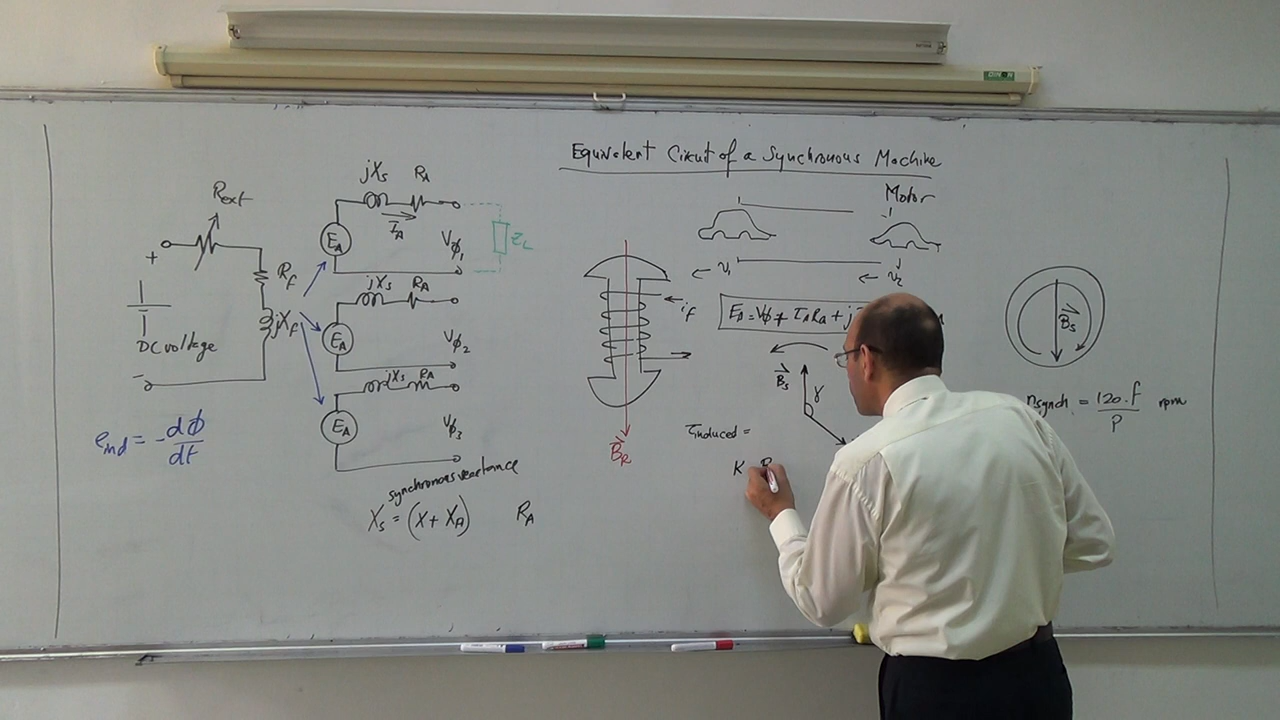 DIN●N
Equivalent Circuit of a Synchronous Machine
Motor
v1
v2
jXs RA
IA
EA
Vφ1
ZL
Rext
+
Rf
jXf
DC voltage
-
jXs RA
EA
Vφ2
jXs RA
EA
Vφ3
eind = - dφ/dt
synchronous reactance
Xs = (X + XA) RA
if
BR
EA = Vφ + IARA + j
Bs
γ
τinduced =
K B
Bs
nsynch. = 120.f/P rpm